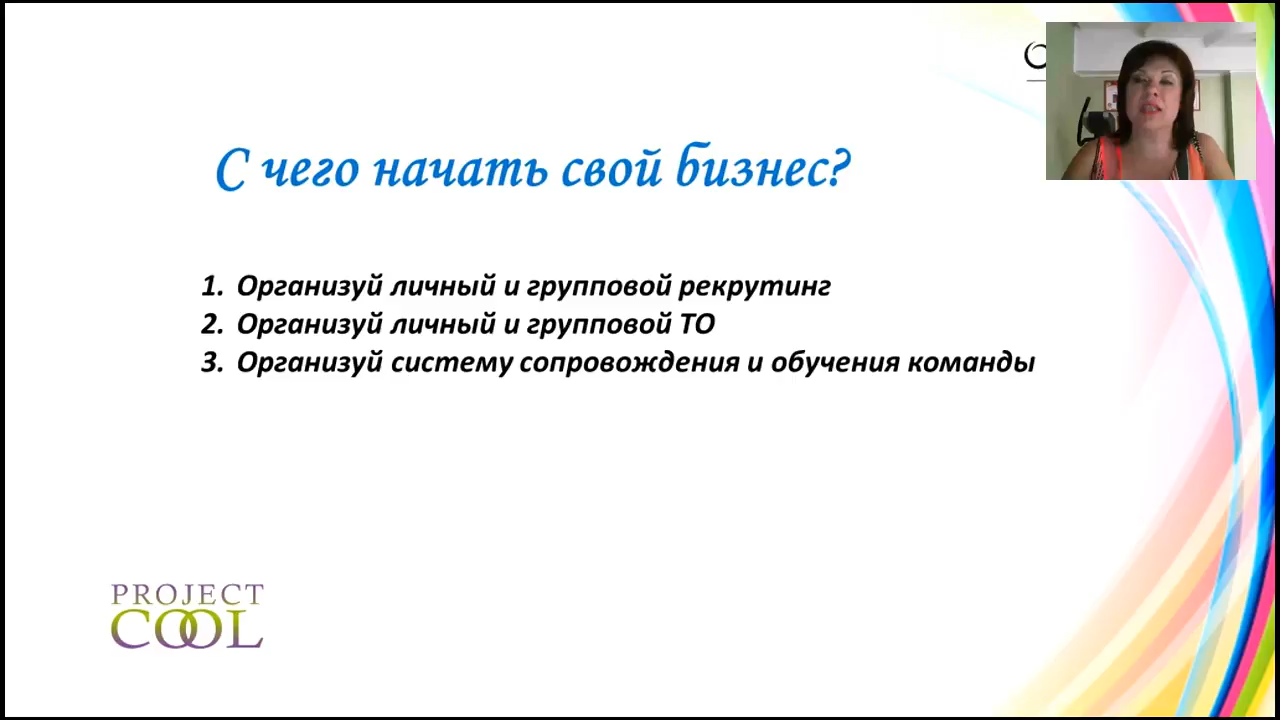 С чего начать свой бизнес?
1. Организуй личный и групповой рекрутинг
2. Организуй личный и групповой ТО
3. Организуй систему сопровождения и обучения команды
PROJECT
COOL